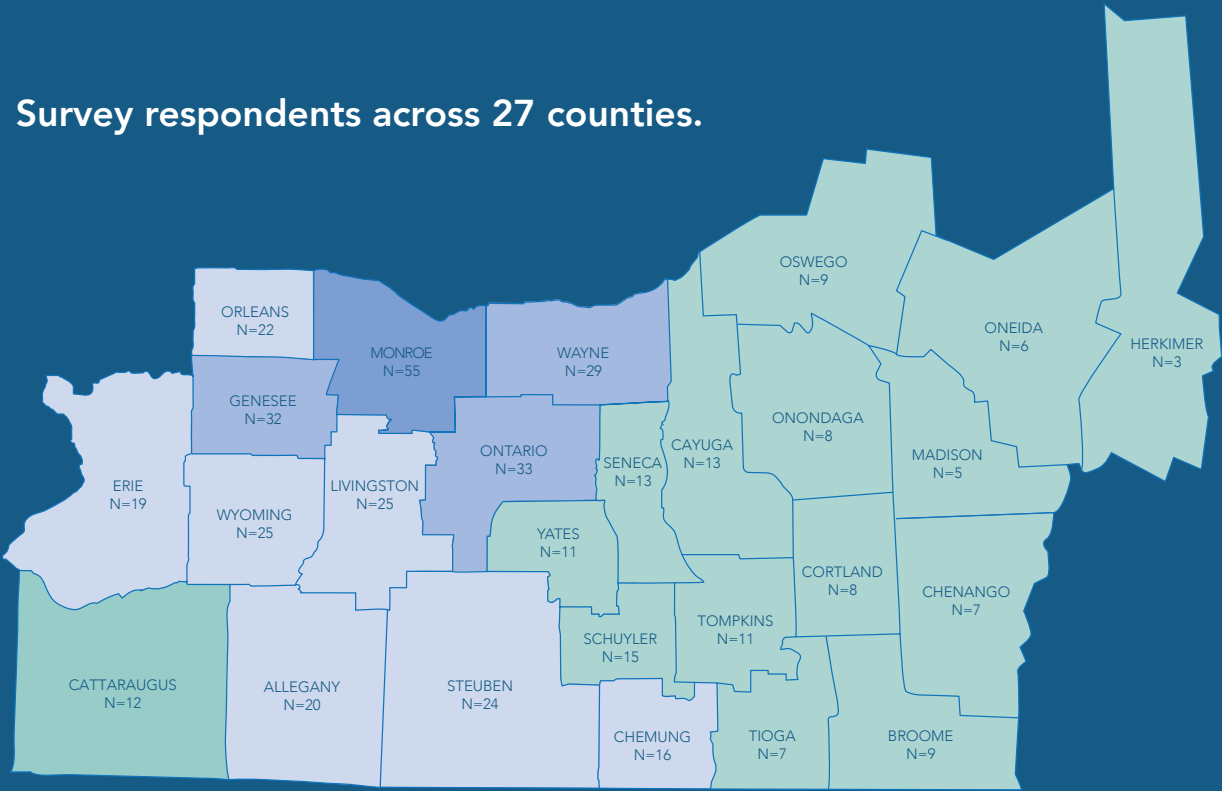 Survey respondents across 27 counties.
OSWEGO
N=9
ORLEANS
N=22
ONEIDA
N=6
HERKIMER
N=3
MONROE
N=55
WAYNE
N=29
GENESEE
N=32
ONONDAGA
N=8
CAYUGA
N=13
ONTARIO
N=33
SENECA
N=13
MADISON
N=5
ERIE
N=19
LIVINGSTON
N=25
WYOMING
N=25
YATES
N=11
CORTLAND
N=8
CHENANGO
N=7
TOMPKINS
N=11
SCHUYLER
N=15
CATTARAUGUS
N=12
ALLEGANY
N=20
STEUBEN
N=24
CHEMUNG
N=16
TIOGA
N=7
BROOME
N=9